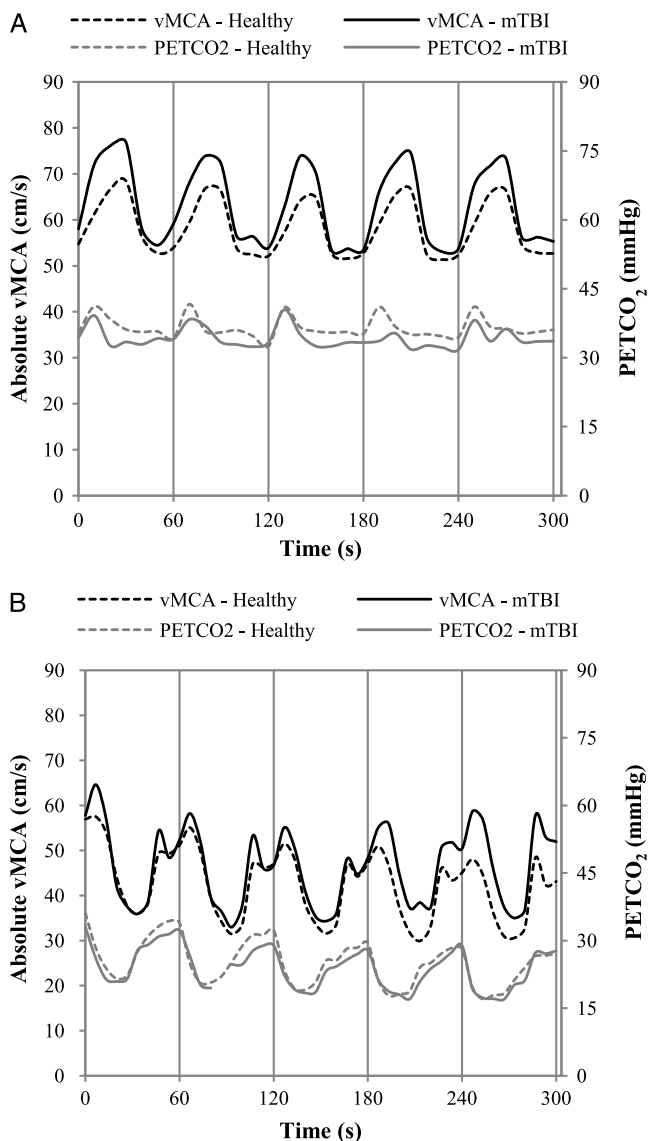 A
vMCA - Healthy vMCA - mTBI
PETCO2 - Healthy PETCO2 - mTBI
90 90
80
75
70
60 60
50
45
40
30 30
20
15
10
0 0
0 60 120 180 240 300
Absolute vMCA (cm/s)
PETCO2 (mmHg)
Time (s)
B
vMCA - Healthy vMCA - mTBI
PETCO2 - Healthy PETCO2 - mTBI
90 90
80
75
70
60 60
50
45
40
30 30
20
15
10
0 0
0 60 120 180 240 300
Absolute vMCA (cm/s)
PETCO2 (mmHg)
Time (s)